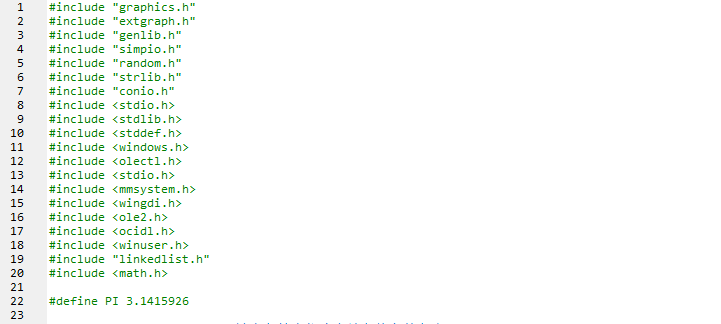 1 #include "graphics.h"
2 #include "extgraph.h"
3 #include "genlib.h"
4 #include "simpio.h"
5 #include "random.h"
6 #include "strlib.h"
7 #include "conio.h"
8 #include <stdio.h>
9 #include <stdlib.h>
10 #include <stddef.h>
11 #include <windows.h>
12 #include <olectl.h>
13 #include <stdio.h>
14 #include <mmsystem.h>
15 #include <wingdi.h>
16 #include <ole2.h>
17 #include <ocidl.h>
18 #include <winuser.h>
19 #include "linkedlist.h"
20 #include <math.h>
21
22 #define PI 3.1415926
23